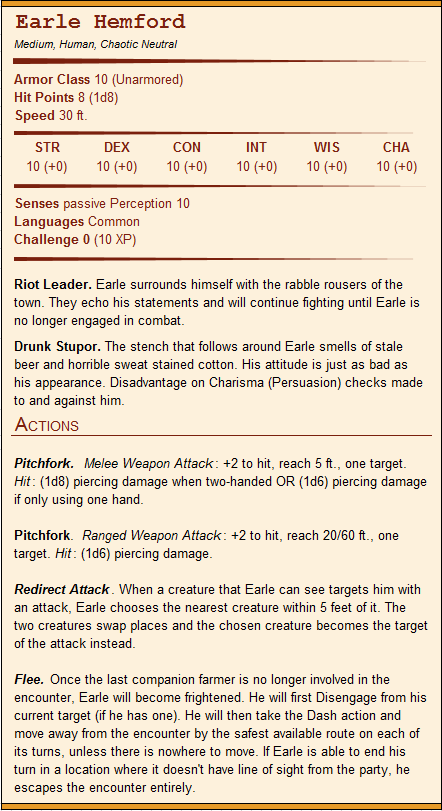 Earle Hemford
Medium, Human, Chaotic Neutral
Armor Class 10 (Unarmored)
Hit Points 8 (1d8)
Speed 30 ft.
STR DEX CON INT WIS CHA
10 (+0) 10 (+0) 10 (+0) 10 (+0) 10 (+0) 10 (+0)
Senses passive Perception 10
Languages Common
Challenge 0 (10 XP)
Riot Leader. Earle surrounds himself with the rabble rousers of the
town. They echo his statements and will continue fighting until Earle is
no longer engaged in combat.
Drunk Stupor. The stench that follows around Earle smells of stale
beer and horrible sweat stained cotton. His attitude is just as bad as
his appearance. Disadvantage on Charisma (Persuasion) checks made
to and against him.
ACTIONS
Pitchfork. Melee Weapon Attack: +2 to hit, reach 5 ft., one target.
Hit: (1d8) piercing damage when two-handed OR (1d6) piercing damage
if only using one hand.
Pitchfork. Ranged Weapon Attack: +2 to hit, reach 20/60 ft., one
target. Hit: (1d6) piercing damage.
Redirect Attack. When a creature that Earle can see targets him with
an attack, Earle chooses the nearest creature within 5 feet of it. The
two creatures swap places and the chosen creature becomes the target
of the attack instead.
Flee. Once the last companion farmer is no longer involved in the
encounter, Earle will become frightened. He will first Disengage from his
current target (if he has one). He will then take the Dash action and
move away from the encounter by the safest available route on each of
its turns, unless there is nowhere to move. If Earle is able to end his
turn in a location where it doesn't have line of sight from the party, he
escapes the encounter entirely.